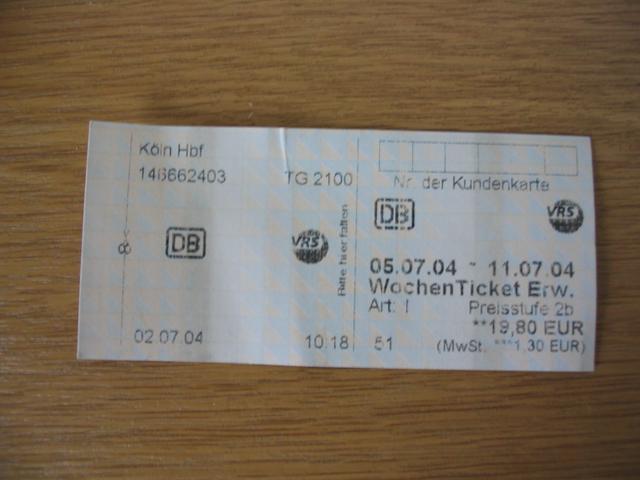 Köln Hbf
146662403 TG 2100
DB VRS
02.07.04 10:18
Bitte hier falten
Nr. der Kundenkarte
DB VRS
05.07.04 - 11.07.04
WochenTicket Erw.
Art: I Preisstufe 2b
**19,80 EUR
51 (MwSt. ***1,30 EUR)